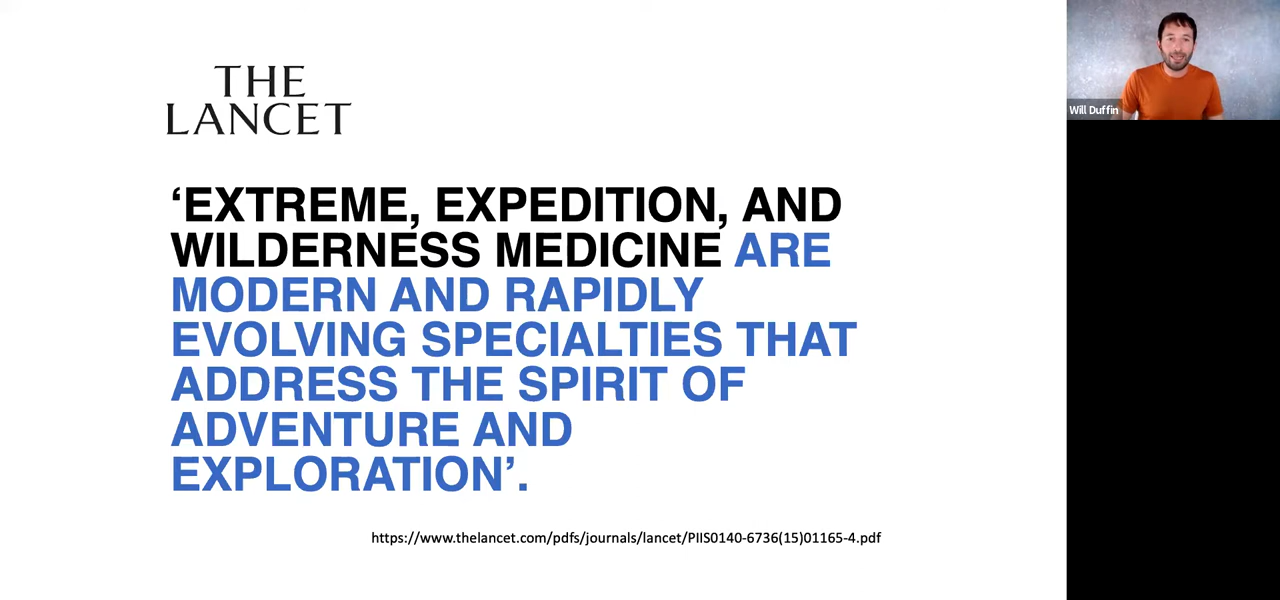 THE
LANCET
‘EXTREME, EXPEDITION, AND
WILDERNESS MEDICINE ARE
MODERN AND RAPIDLY
EVOLVING SPECIALTIES THAT
ADDRESS THE SPIRIT OF
ADVENTURE AND
EXPLORATION’.
https://www.thelancet.com/pdfs/journals/lancet/PIIS0140-6736(15)01165-4.pdf
Will Duffin